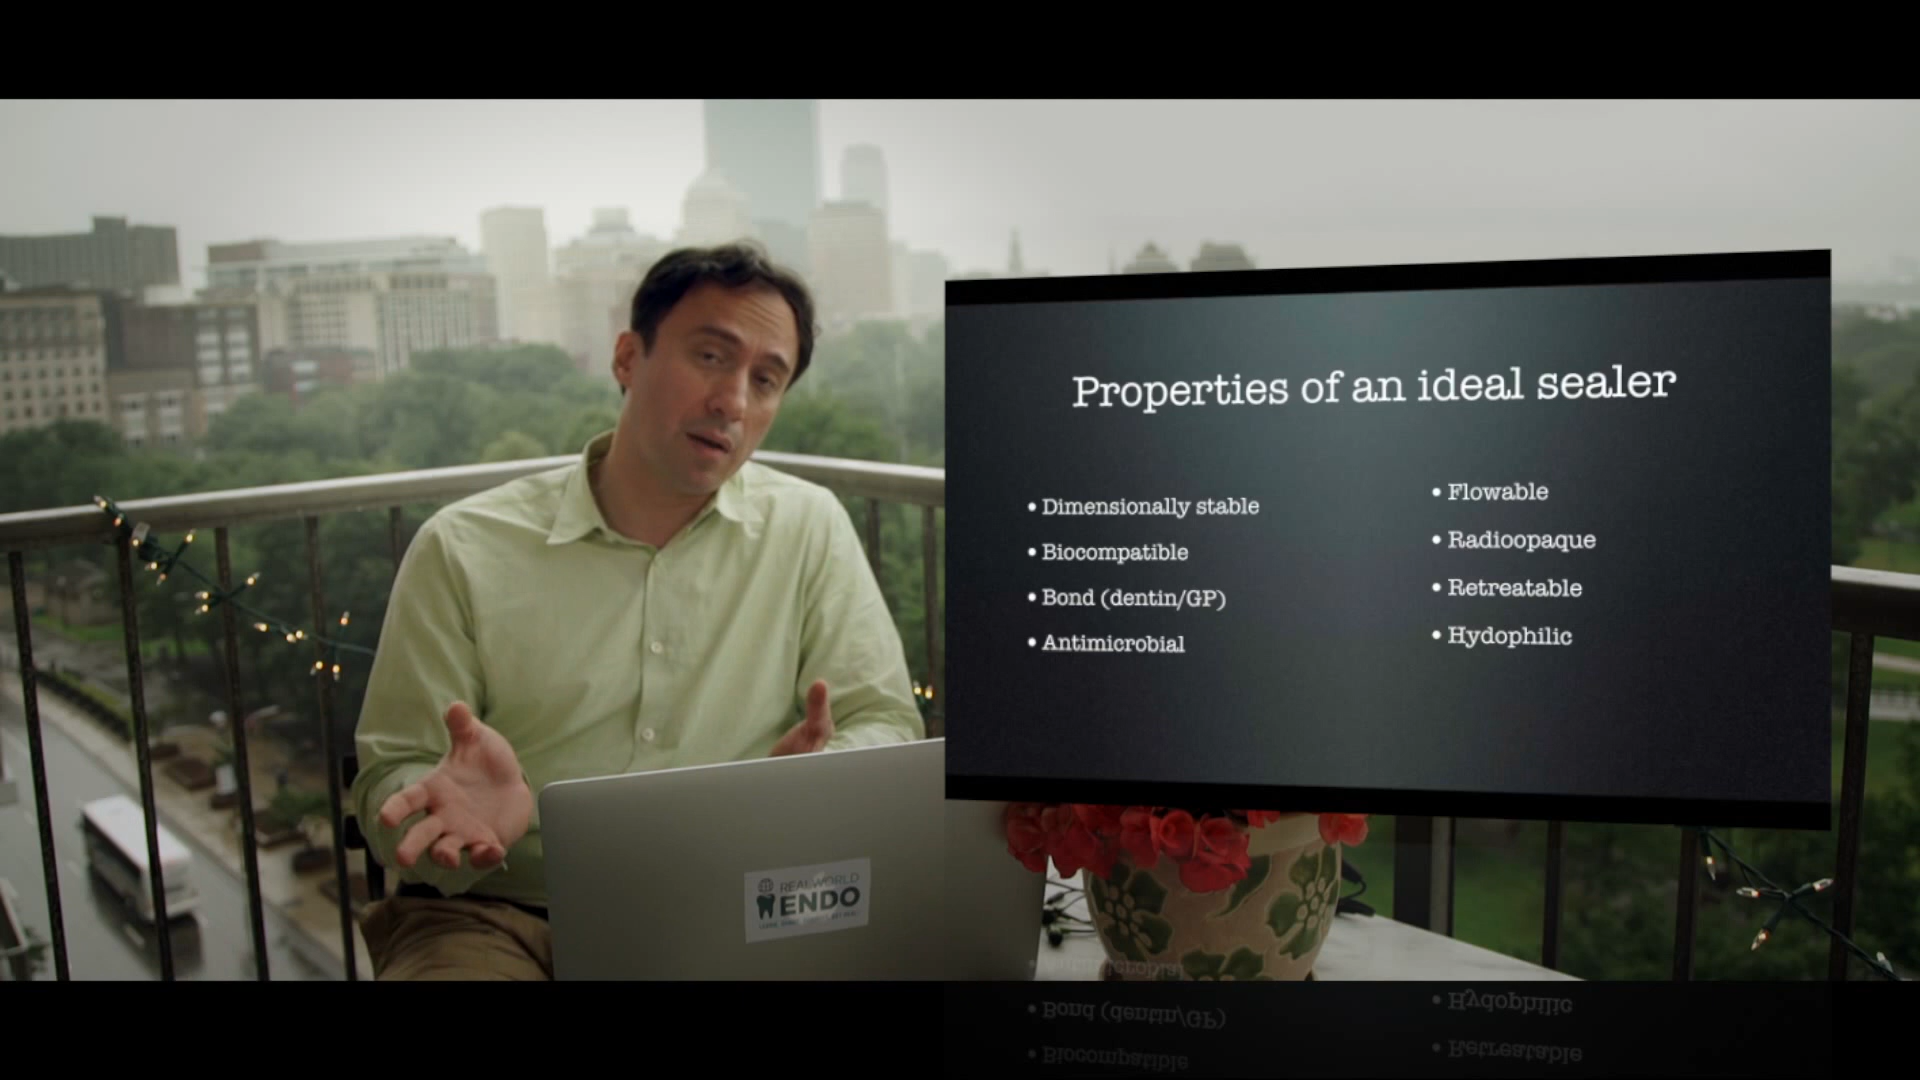 Properties of an ideal sealer
• Dimensionally stable
• Biocompatible
• Bond (dentin/GP)
• Antimicrobial
• Flowable
• Radioopaque
• Retreatable
• Hydophilic
REAL WORLD
ENDO